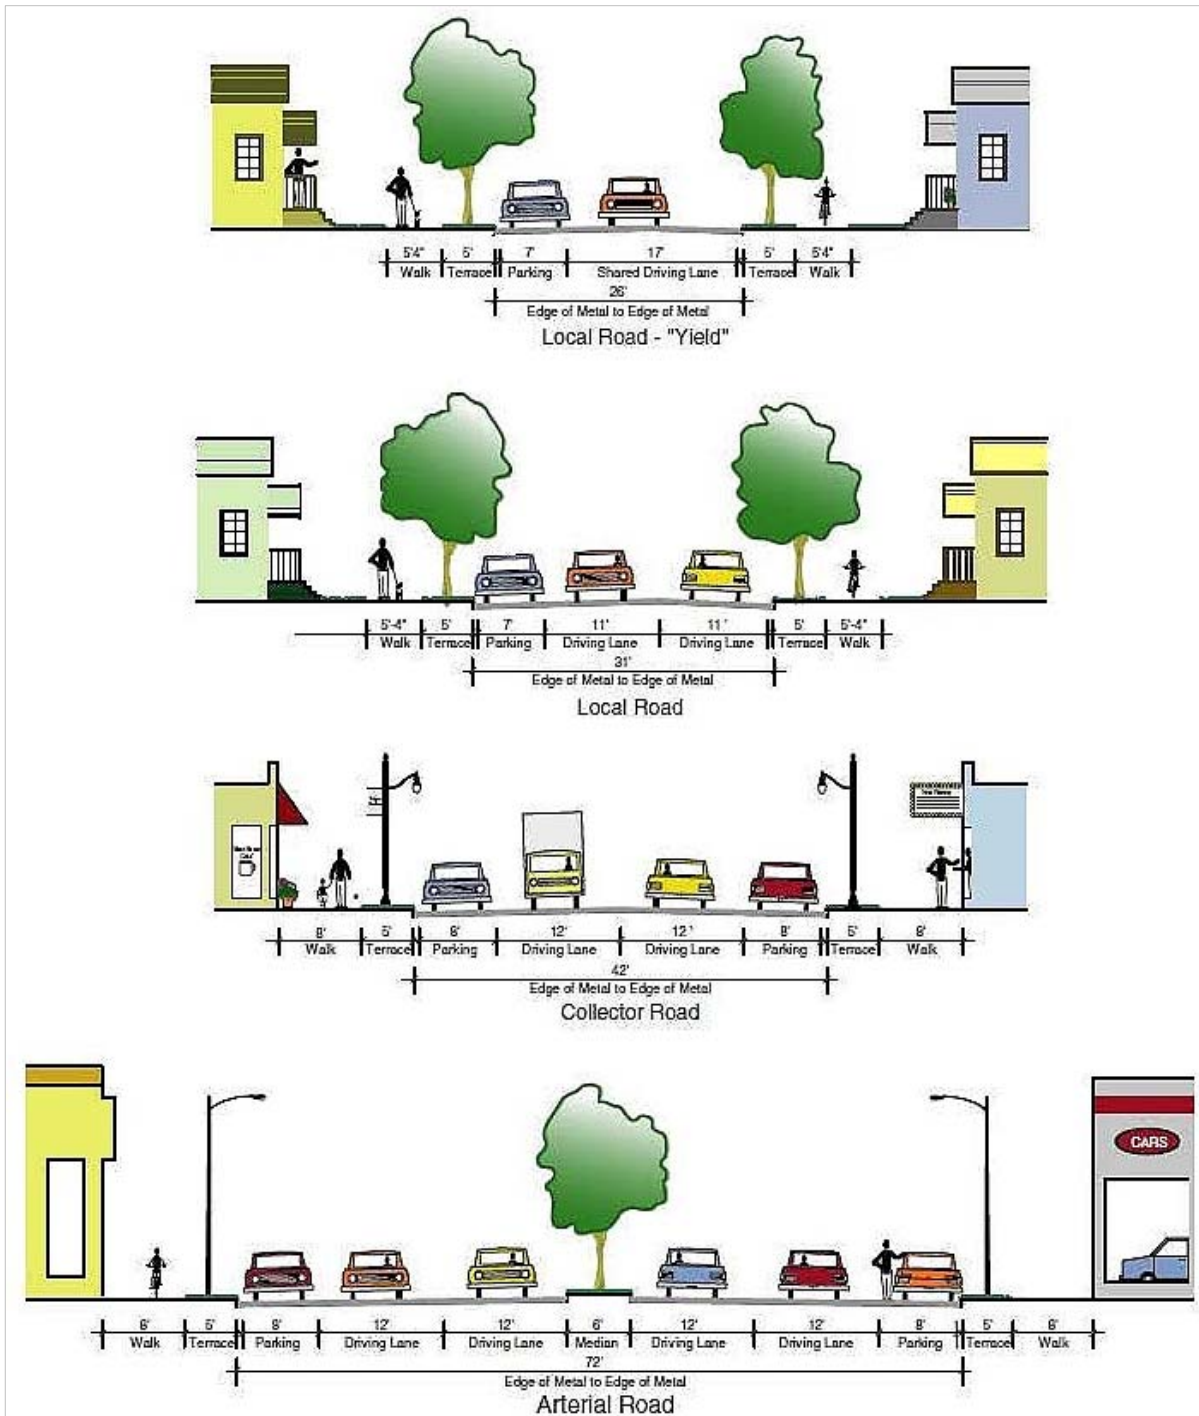 5'4" 5' 7' 17' 5' 5'4"
Walk Terrace Parking Shared Driving Lane Terrace Walk
26'
Edge of Metal to Edge of Metal
Local Road - "Yield"
5'-4" 5' 7' 11' 11' 5' 5'-4"
Walk Terrace Parking Driving Lane Driving Lane Terrace Walk
31'
Edge of Metal to Edge of Metal
Local Road
8' 5' 8' 12' 12' 8' 5' 8'
Walk Terrace Parking Driving Lane Driving Lane Parking Terrace Walk
42'
Edge of Metal to Edge of Metal
Collector Road
CARS
8' 5' 8' 12' 12' 6' 12' 12' 8' 5' 8'
Walk Terrace Parking Driving Lane Driving Lane Median Driving Lane Driving Lane Parking Terrace Walk
72'
Edge of Metal to Edge of Metal
Arterial Road